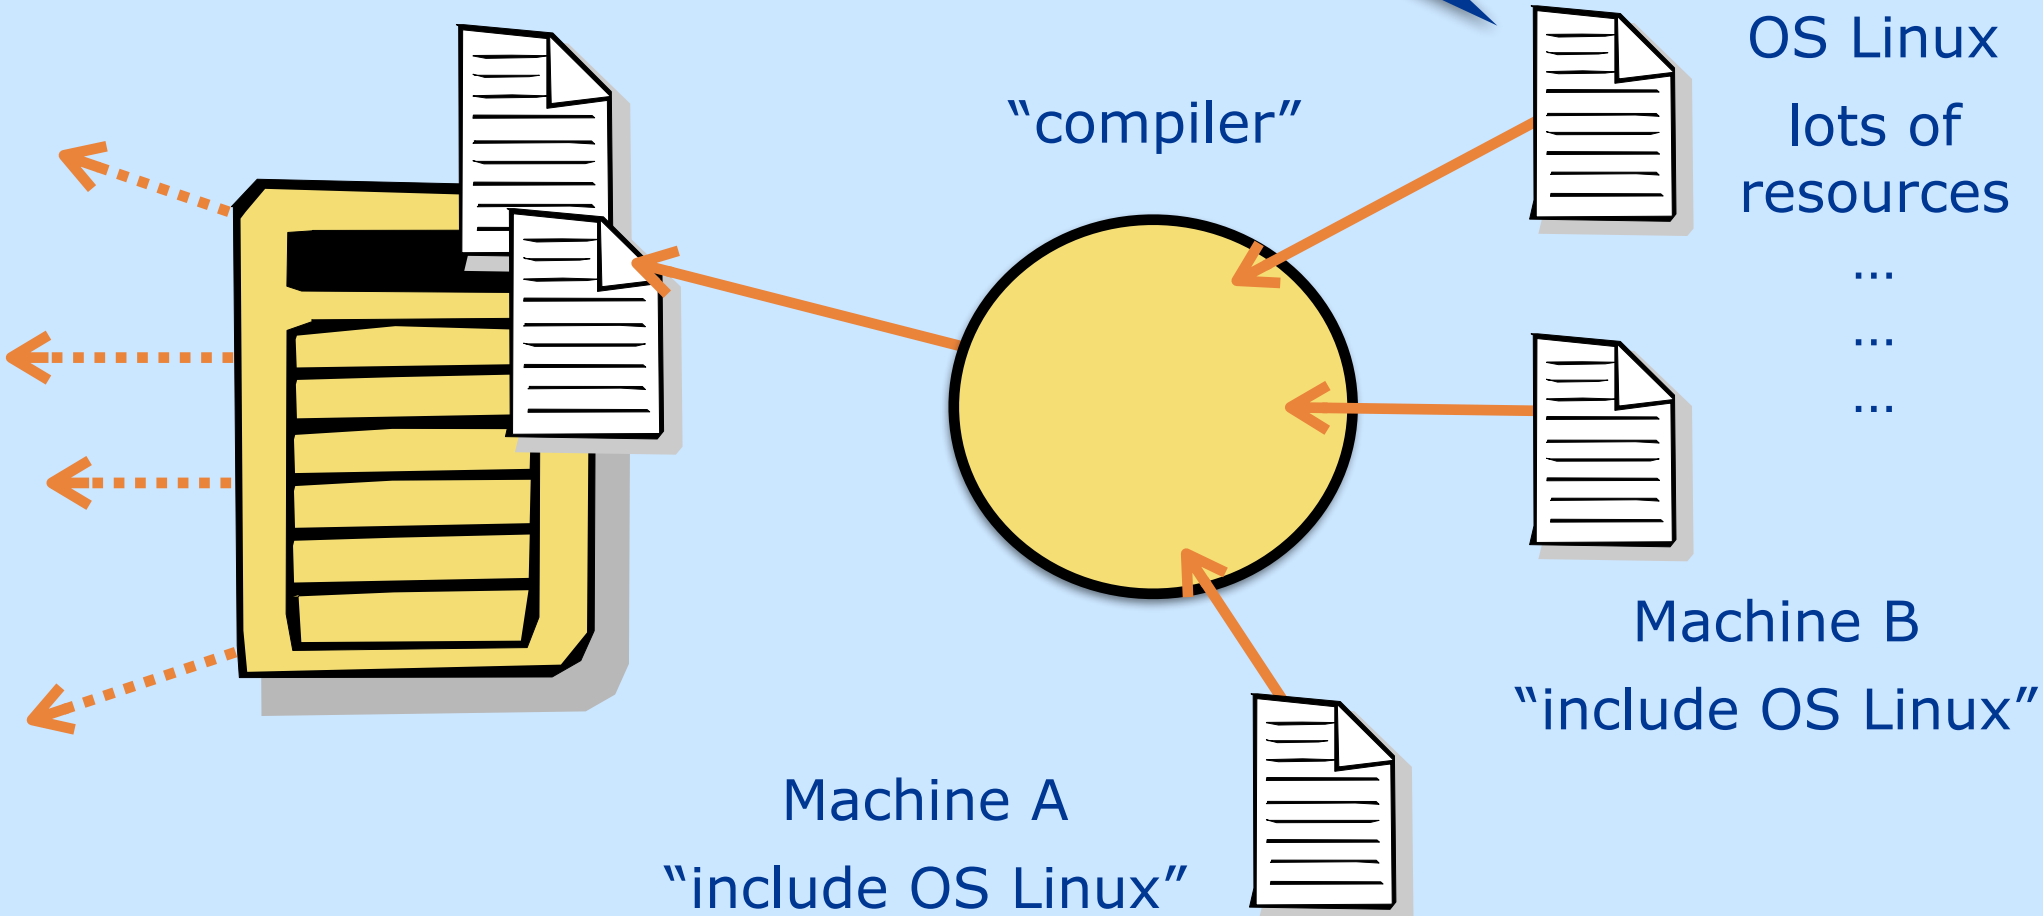 “compiler”
OS Linux
lots of
resources
...
...
...
Machine B
“include OS Linux”
Machine A
“include OS Linux”